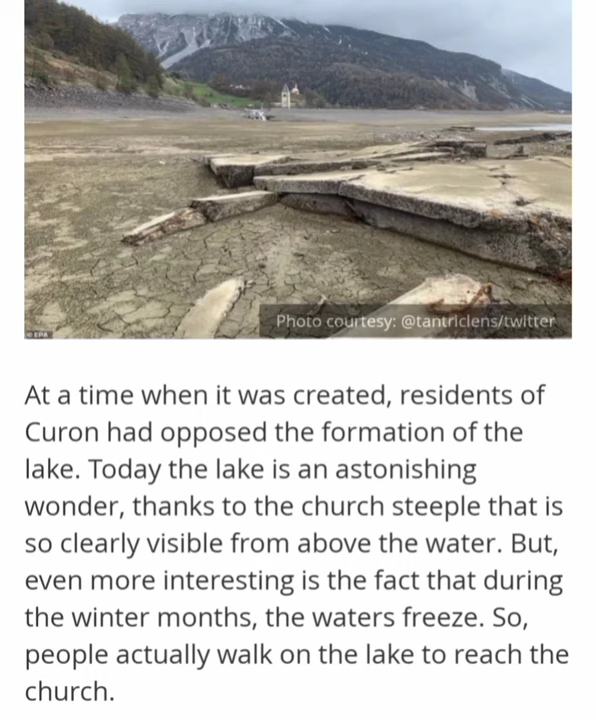 Photo courtesy: @tantriclens/twitter
© EPA
At a time when it was created, residents of
Curon had opposed the formation of the
lake. Today the lake is an astonishing
wonder, thanks to the church steeple that is
so clearly visible from above the water. But,
even more interesting is the fact that during
the winter months, the waters freeze. So,
people actually walk on the lake to reach the
church.